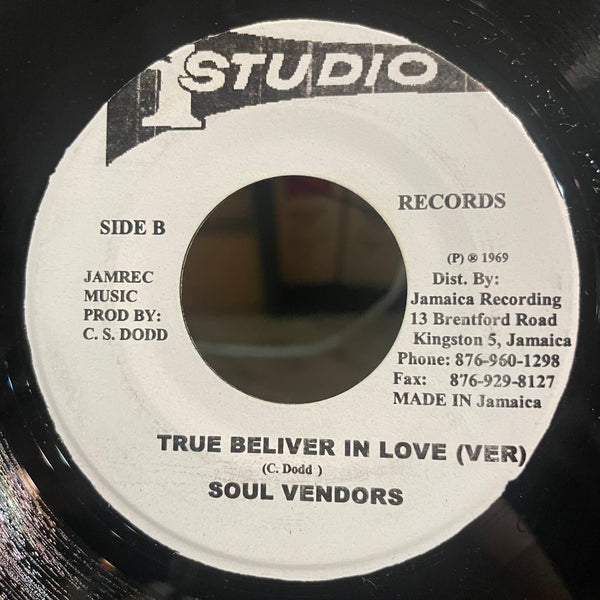 1 STUDIO
RECORDS
SIDE B
(P) ® 1969
JAMREC
MUSIC
PROD BY:
C. S. DODD
Dist. By:
Jamaica Recording
13 Brentford Road
Kingston 5, Jamaica
Phone: 876-960-1298
Fax: 876-929-8127
MADE IN Jamaica
TRUE BELIVER IN LOVE (VER)
(C. Dodd )
SOUL VENDORS